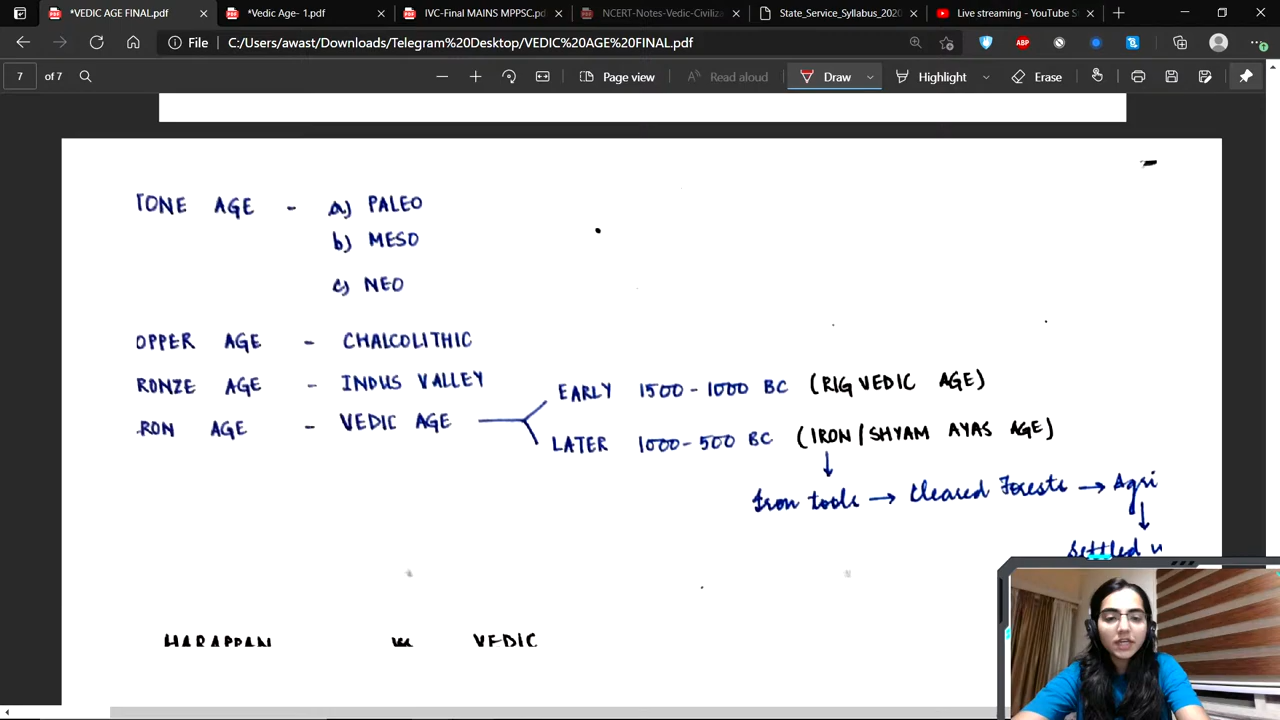 *VEDIC AGE FINAL.pdf
*Vedic Age- 1.pdf
IVC-Final MAINS MPPSC.pd
NCERT-Notes-Vedic-Civiliza
State_Service_Syllabus_2020
Live streaming - YouTube S
File C:/Users/awast/Downloads/Telegram%20Desktop/VEDIC%20AGE%20FINAL.pdf
7 of 7 Page view Read aloud Draw Highlight Erase
TONE AGE - a) PALEO
b) MESO
c) NEO
OPPER AGE - CHALCOLITHIC
RONZE AGE - INDUS VALLEY
EARLY 1500-1000 BC (RIG VEDIC AGE)
RON AGE - VEDIC AGE
LATER 1000-500 BC (IRON/SHYAM AYAS AGE)
Iron tools → Cleared Forests → Agri
Settled
HARAPPAN VEDIC